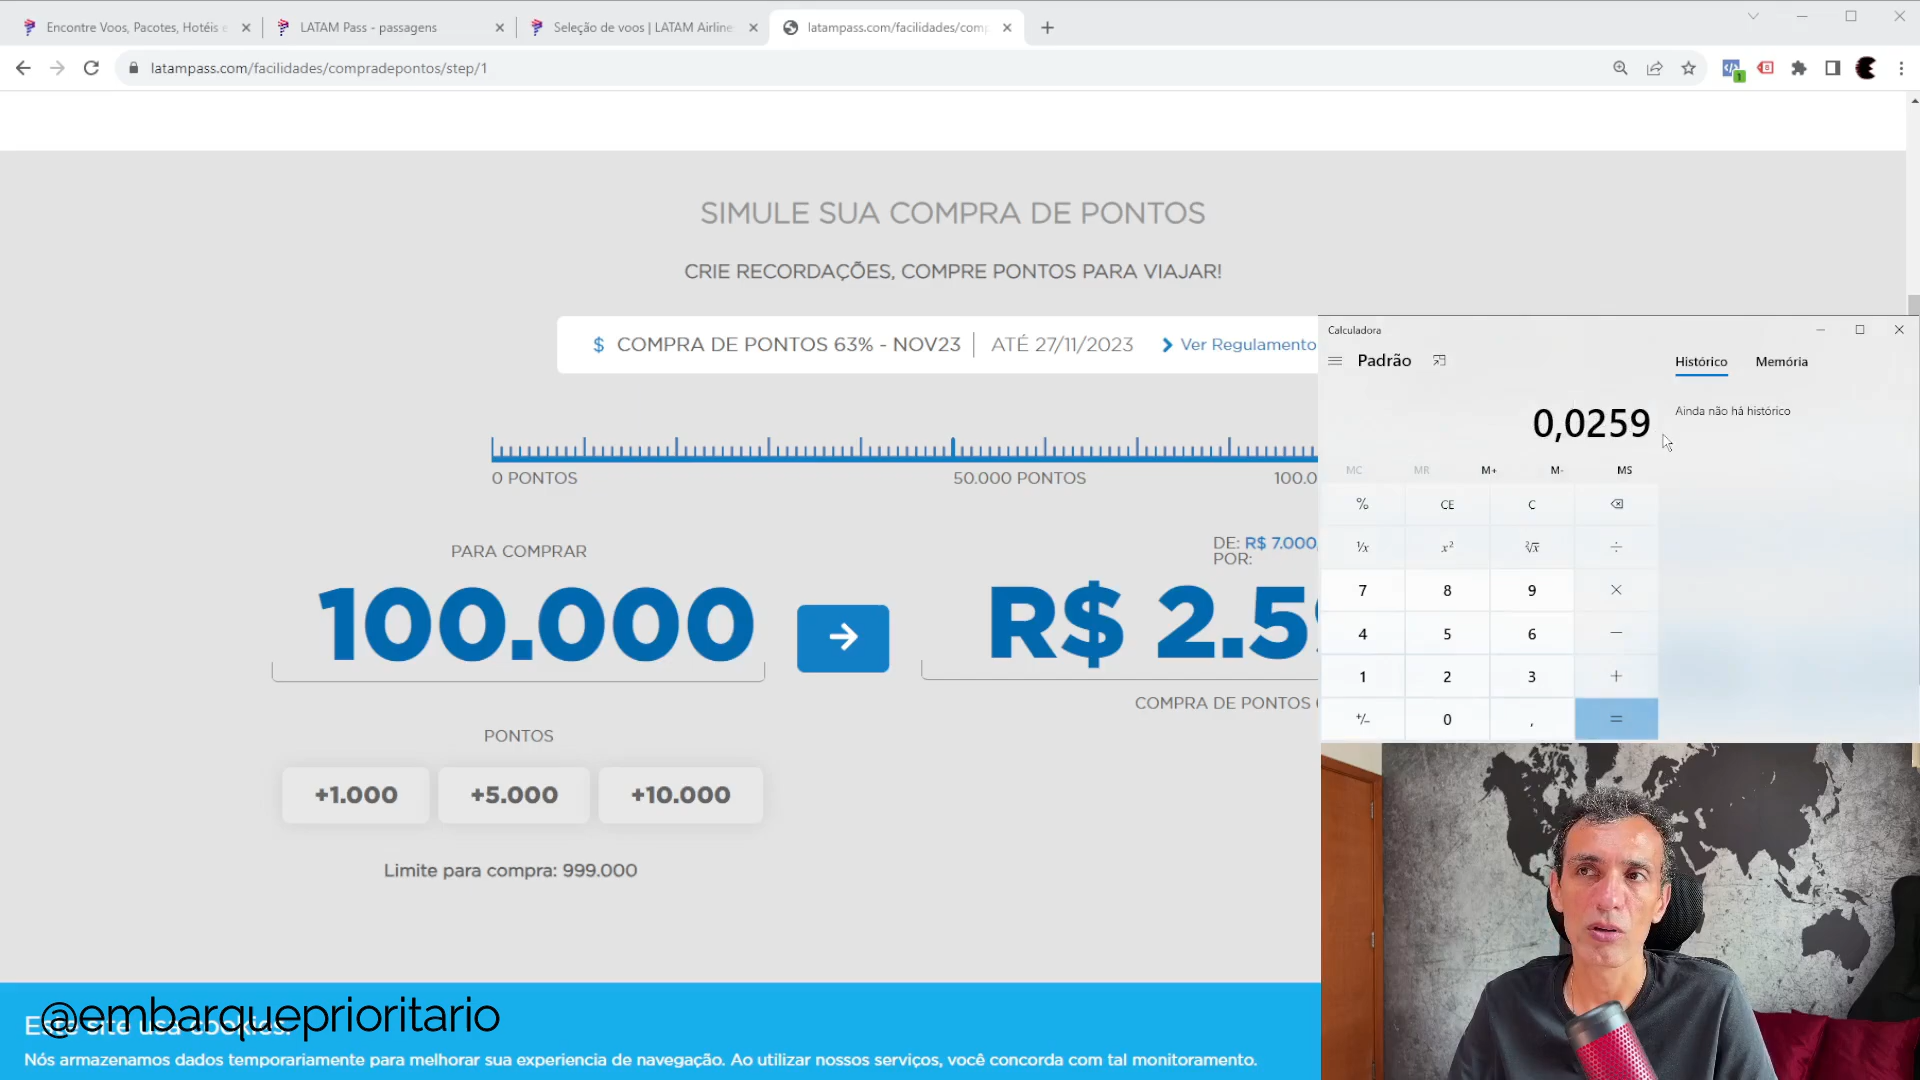 Encontre Voos, Pacotes, Hotéis e
LATAM Pass - passagens
Seleção de voos | LATAM Airline
latampass.com/facilidades/comp
latampass.com/facilidades/compradepontos/step/1
SIMULE SUA COMPRA DE PONTOS
CRIE RECORDAÇÕES, COMPRE PONTOS PARA VIAJAR!
$ COMPRA DE PONTOS 63% - NOV23 | ATÉ 27/11/2023 Ver Regulamento
0 PONTOS 50.000 PONTOS 100.0
PARA COMPRAR
100.000
DE: R$ 7.000,
POR:
R$ 2.59
COMPRA DE PONTOS
PONTOS
+1.000 +5.000 +10.000
Limite para compra: 999.000
Calculadora
Padrão
Histórico Memória
0,0259
Ainda não há histórico
MC MR M+ M- MS
% CE C
¹/x x² ²√x ÷
7 8 9 ×
4 5 6 −
1 2 3 +
+/− 0 , =
@embarqueprioritario
Este site usa cookies.
Nós armazenamos dados temporariamente para melhorar sua experiencia de navegação. Ao utilizar nossos serviços, você concorda com tal monitoramento.